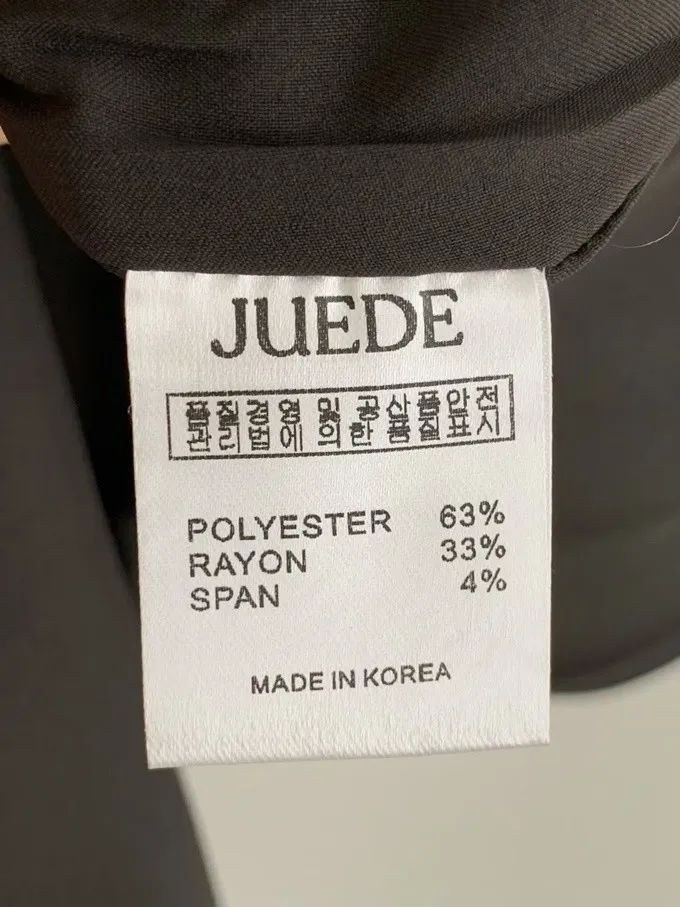 JUEDE
품질경영 및 공산품안전
관리법에 의한 품질표시
POLYESTER 63%
RAYON 33%
SPAN 4%
MADE IN KOREA